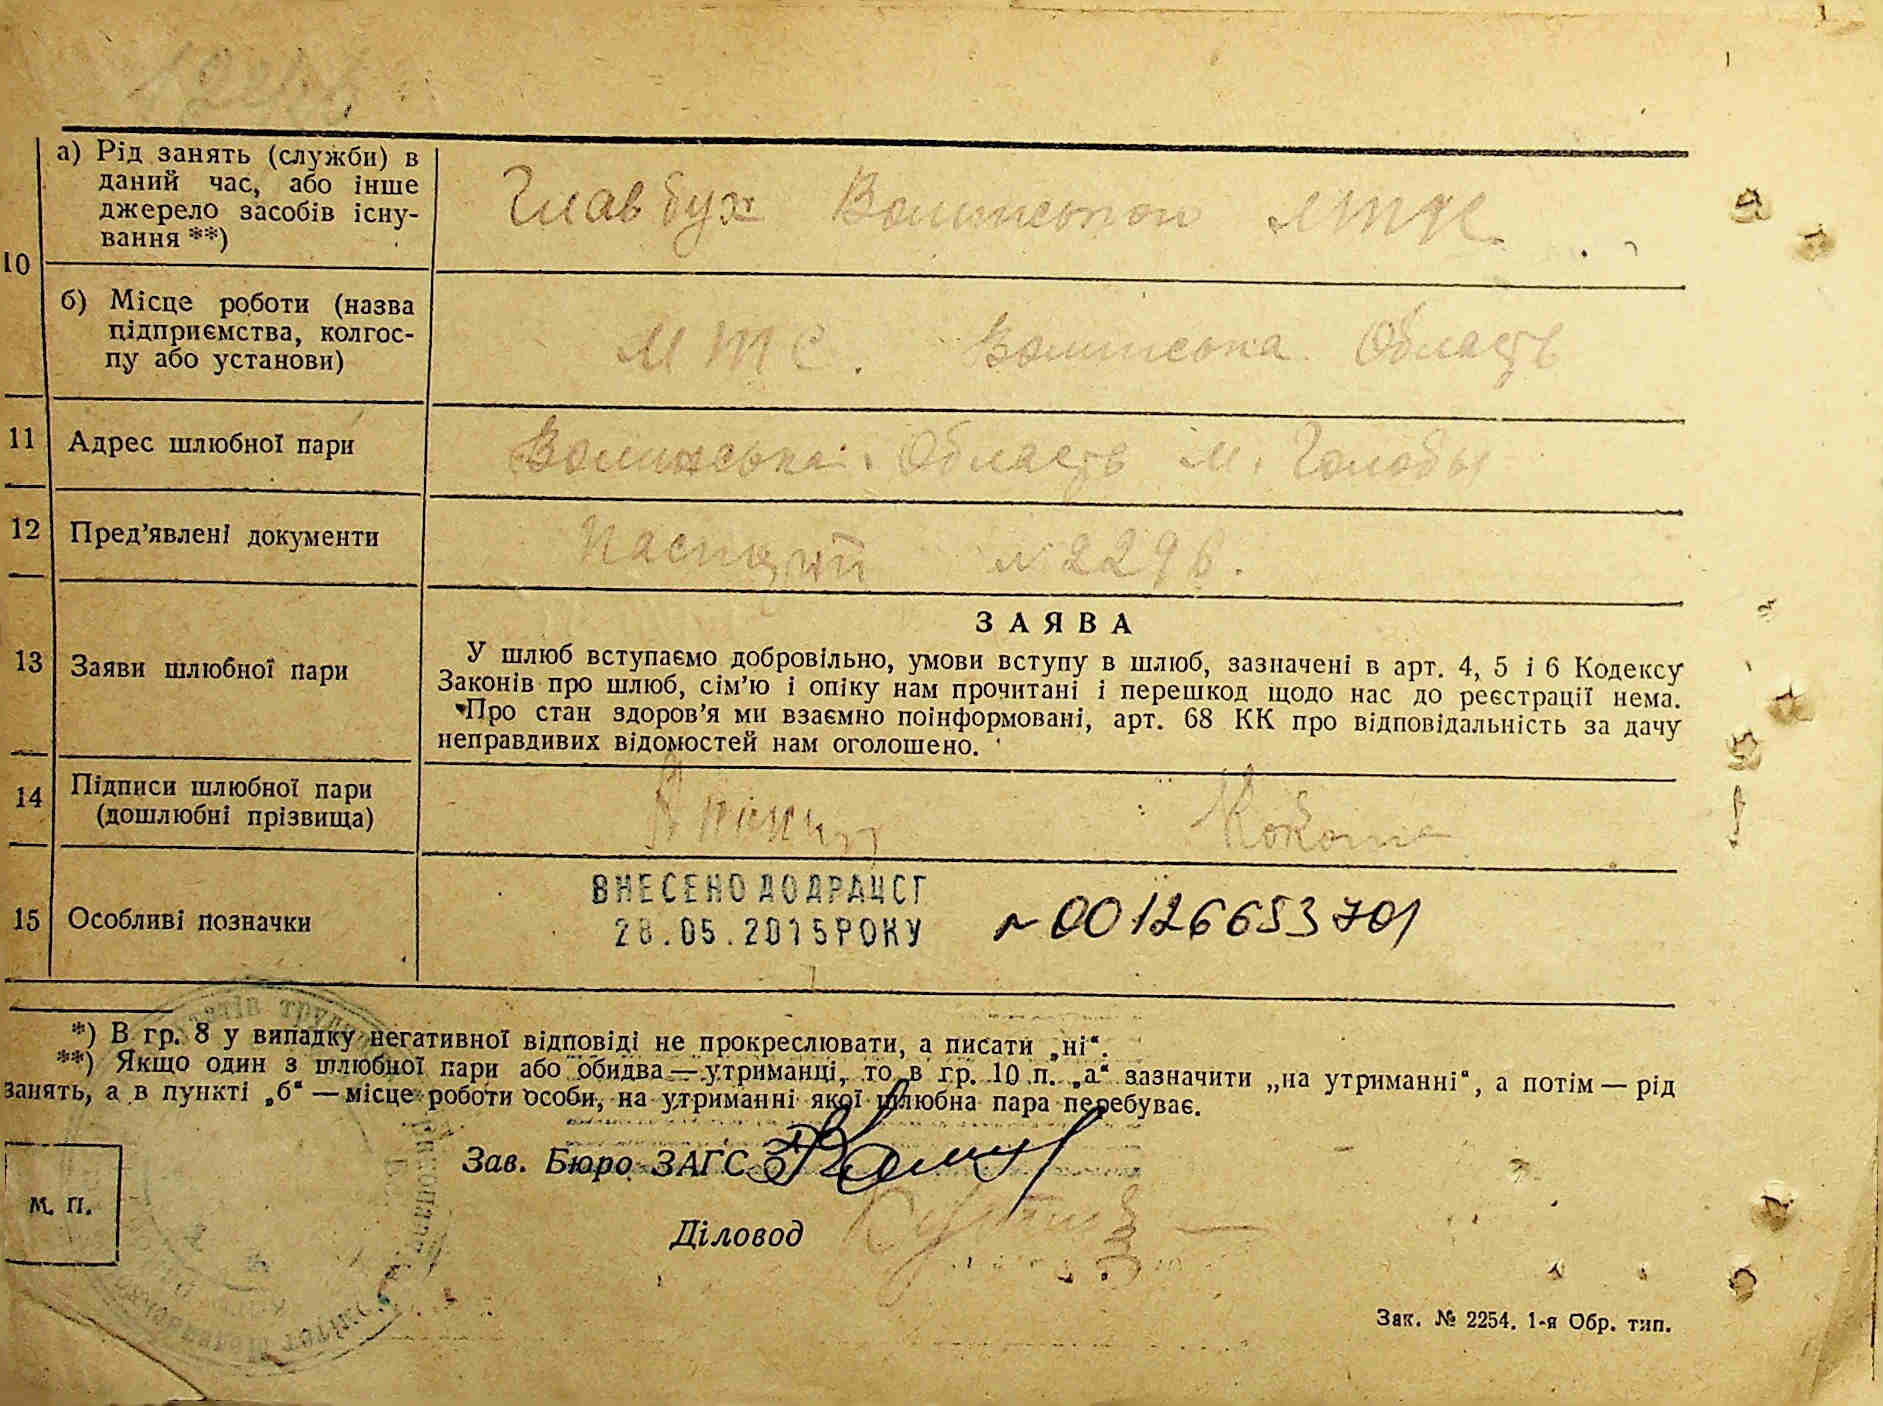 10
а) Рід занять (служби) в
даний час, або інше
джерело засобів існу-
вання **)
Главбух МТС
б) Місце роботи (назва
підприємства, колгос-
пу або установи)
МТС. Волинська Область
11 Адрес шлюбної пари
Волинська Область м. Голобы
12 Пред'явлені документи
Паспорт
13 Заяви шлюбної пари
ЗАЯВА
У шлюб вступаємо добровільно, умови вступу в шлюб, зазначені в арт. 4, 5 і 6 Кодексу
Законів про шлюб, сім'ю і опіку нам прочитані і перешкод щодо нас до реєстрації нема.
Про стан здоров'я ми взаємно поінформовані, арт. 68 КК про відповідальність за дачу
неправдивих відомостей нам оголошено.
14 Підписи шлюбної пари
(дошлюбні прізвища)
15 Особливі позначки
ВНЕСЕНО ДО ДРАЦСГ
28.05.2015 РОКУ
№ 00126653701
*) В гр. 8 у випадку негативної відповіді не прокреслювати, а писати „ні“.
**) Якщо один з шлюбної пари або обидва — утриманці, то в гр. 10 п. „а“ зазначити „на утриманні“, а потім — рід
занять, а в пункті „б“ — місце роботи особи, на утриманні якої шлюбна пара перебуває.
Зав. Бюро ЗАГС
М. П.
Діловод
Зак. № 2254. 1-я Обр. тип.